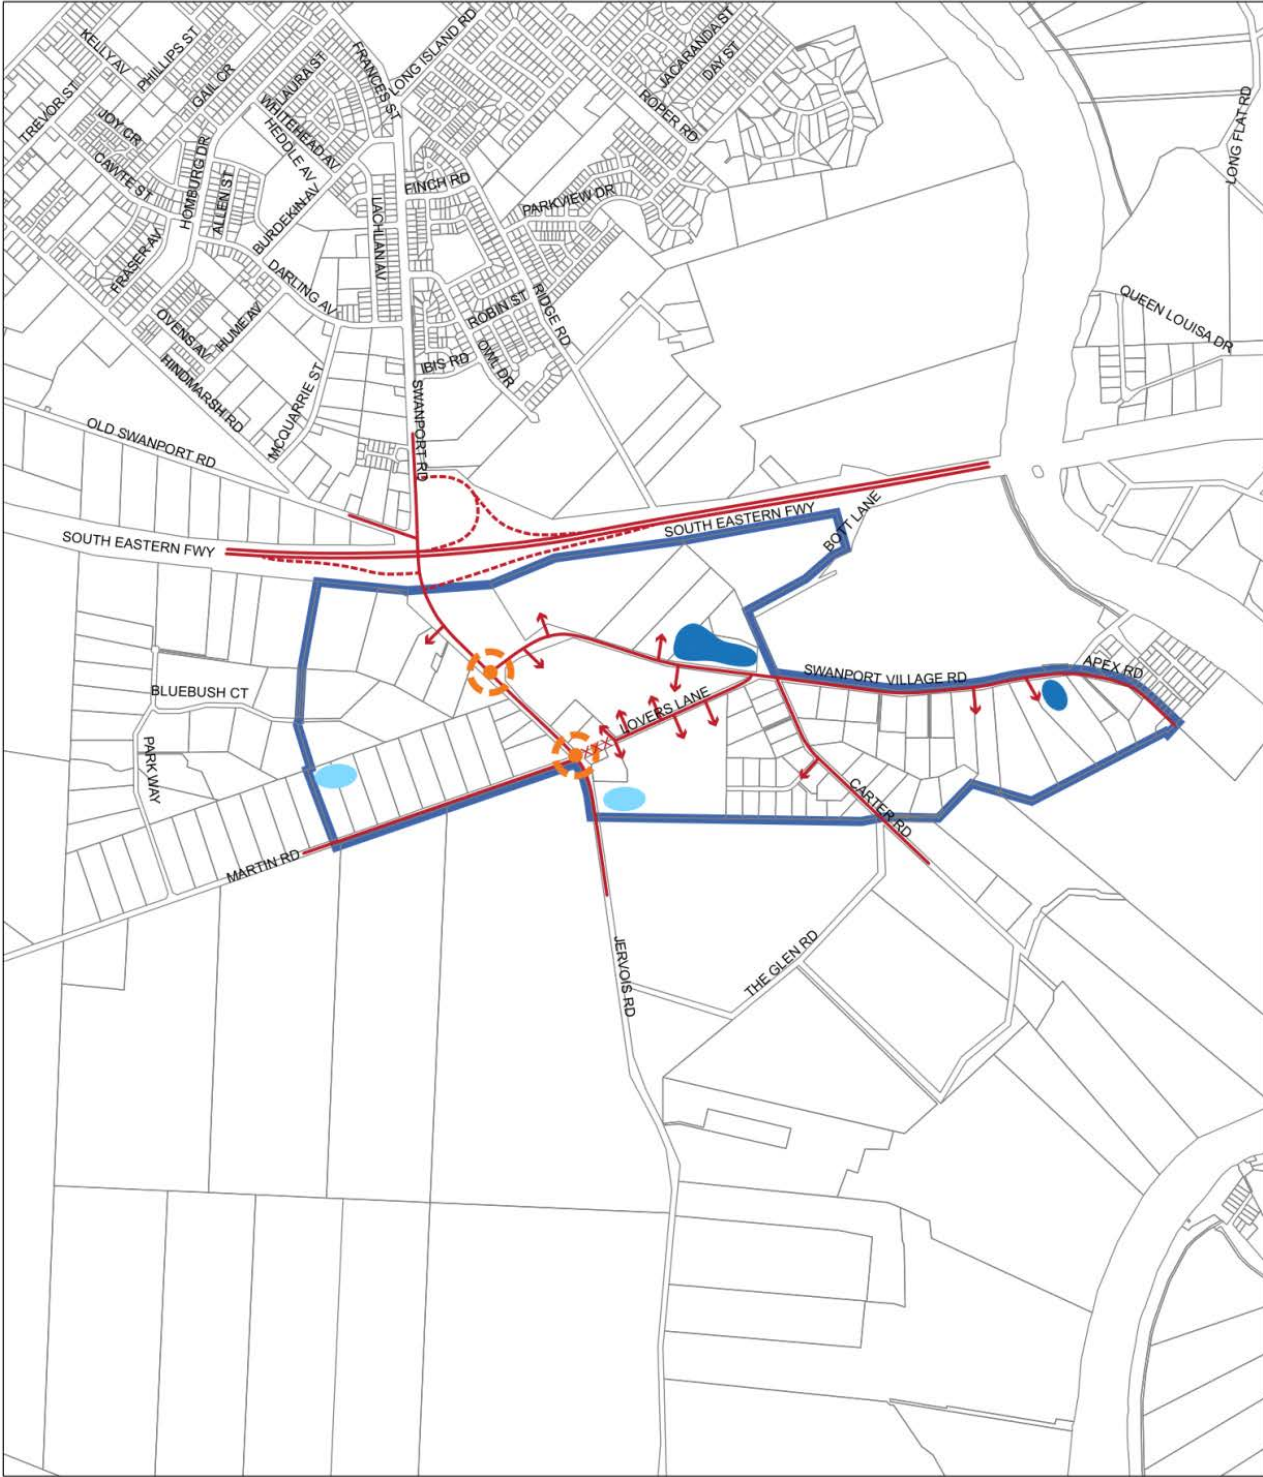 KELLY AV
PHILLIPS ST
TREVOR ST
GAIL CR
JOY CR
CAWTE ST
LAURA ST
WHITEHEAD AV
HEDDLE AV
FRANCES ST
LONG ISLAND RD
JACARANDA ST
DAY ST
ROPER RD
LONG FLAT RD
HOMBURG DR
ALLEN ST
BURDEKIN AV
LACHLAN AV
FINCH RD
PARKVIEW DR
FRASER AV
DARLING AV
OVENS AV
HUME AV
ROBIN ST
RIDGE RD
IBIS RD
OWL DR
QUEEN LOUISA DR
HINDMARSH RD
MCQUARRIE ST
SWANPORT RD
OLD SWANPORT RD
SOUTH EASTERN FWY
SOUTH EASTERN FWY
BOTT LANE
SWANPORT VILLAGE RD
APEX RD
BLUEBUSH CT
LOVERS LANE
XXX
PARK WAY
CARTER RD
MARTIN RD
JERVOIS RD
THE GLEN RD